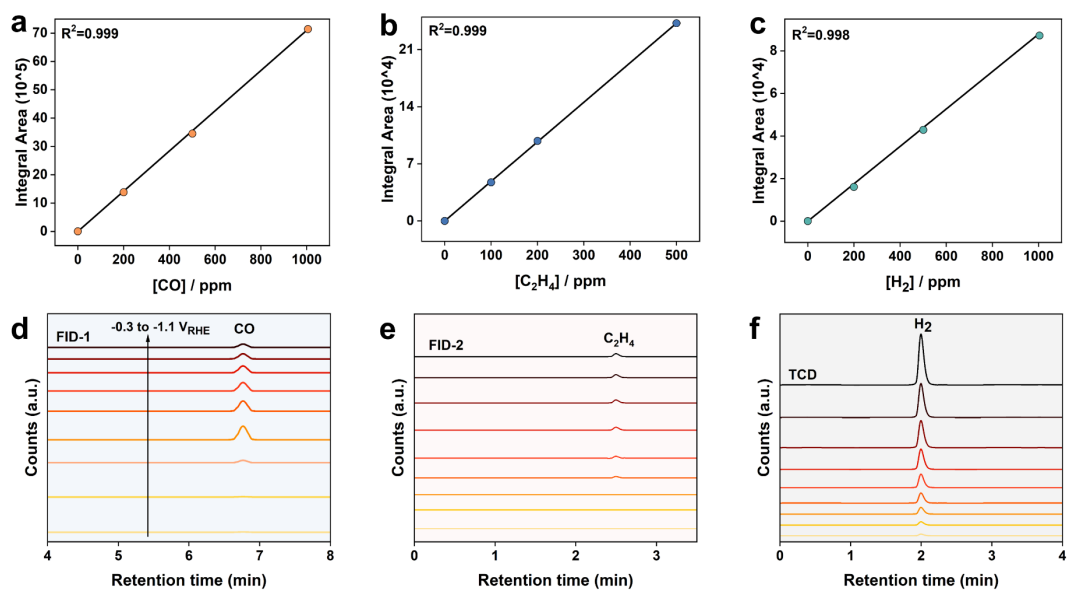 a
R²=0.999
Integral Area (10^5)
70
60
50
40
30
20
10
0
0 200 400 600 800 1000
[CO] / ppm
b
R²=0.999
Integral Area (10^4)
21
14
7
0
0 100 200 300 400 500
[C₂H₄] / ppm
c
R²=0.998
Integral Area (10^4)
8
6
4
2
0
0 200 400 600 800 1000
[H₂] / ppm
d
FID-1
-0.3 to -1.1 V_RHE
CO
Counts (a.u.)
4 5 6 7 8
Retention time (min)
e
FID-2
C₂H₄
Counts (a.u.)
0 1 2 3
Retention time (min)
f
H₂
TCD
Counts (a.u.)
0 1 2 3 4
Retention time (min)